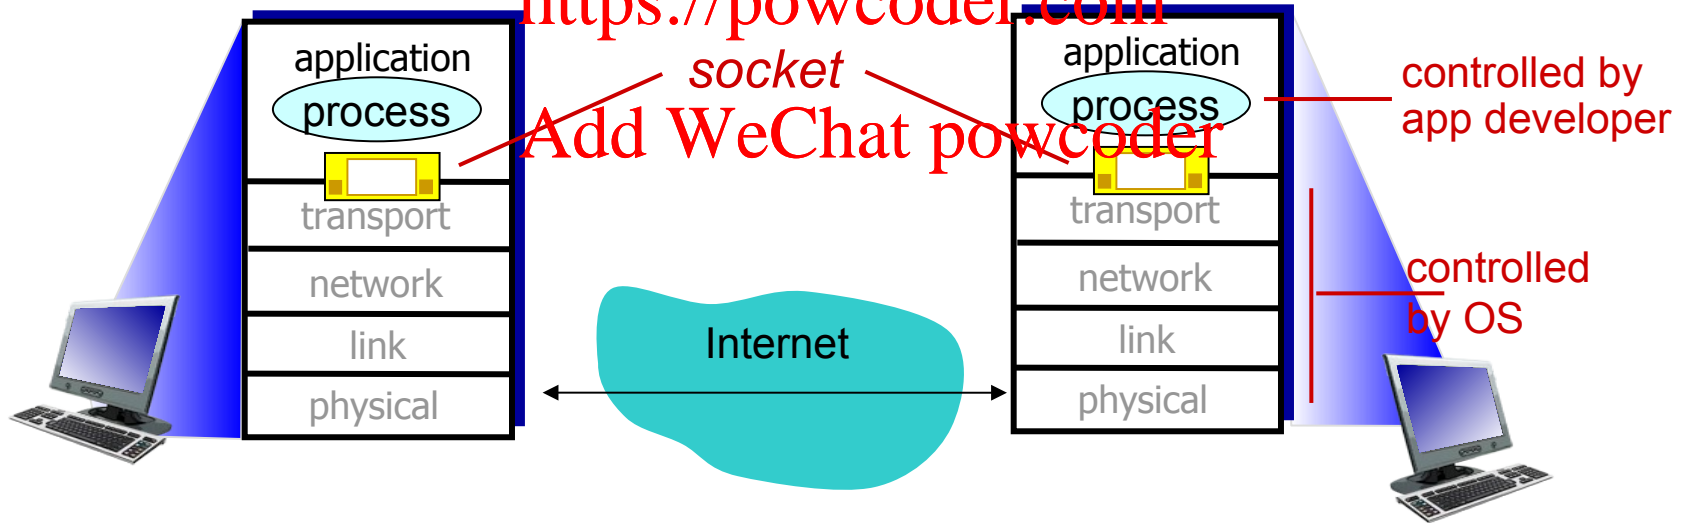 https://powcoder.com
application
process
socket
application
process
controlled by
app developer
Add WeChat powcoder
transport
network
link
physical
Internet
transport
network
link
physical
controlled
by OS